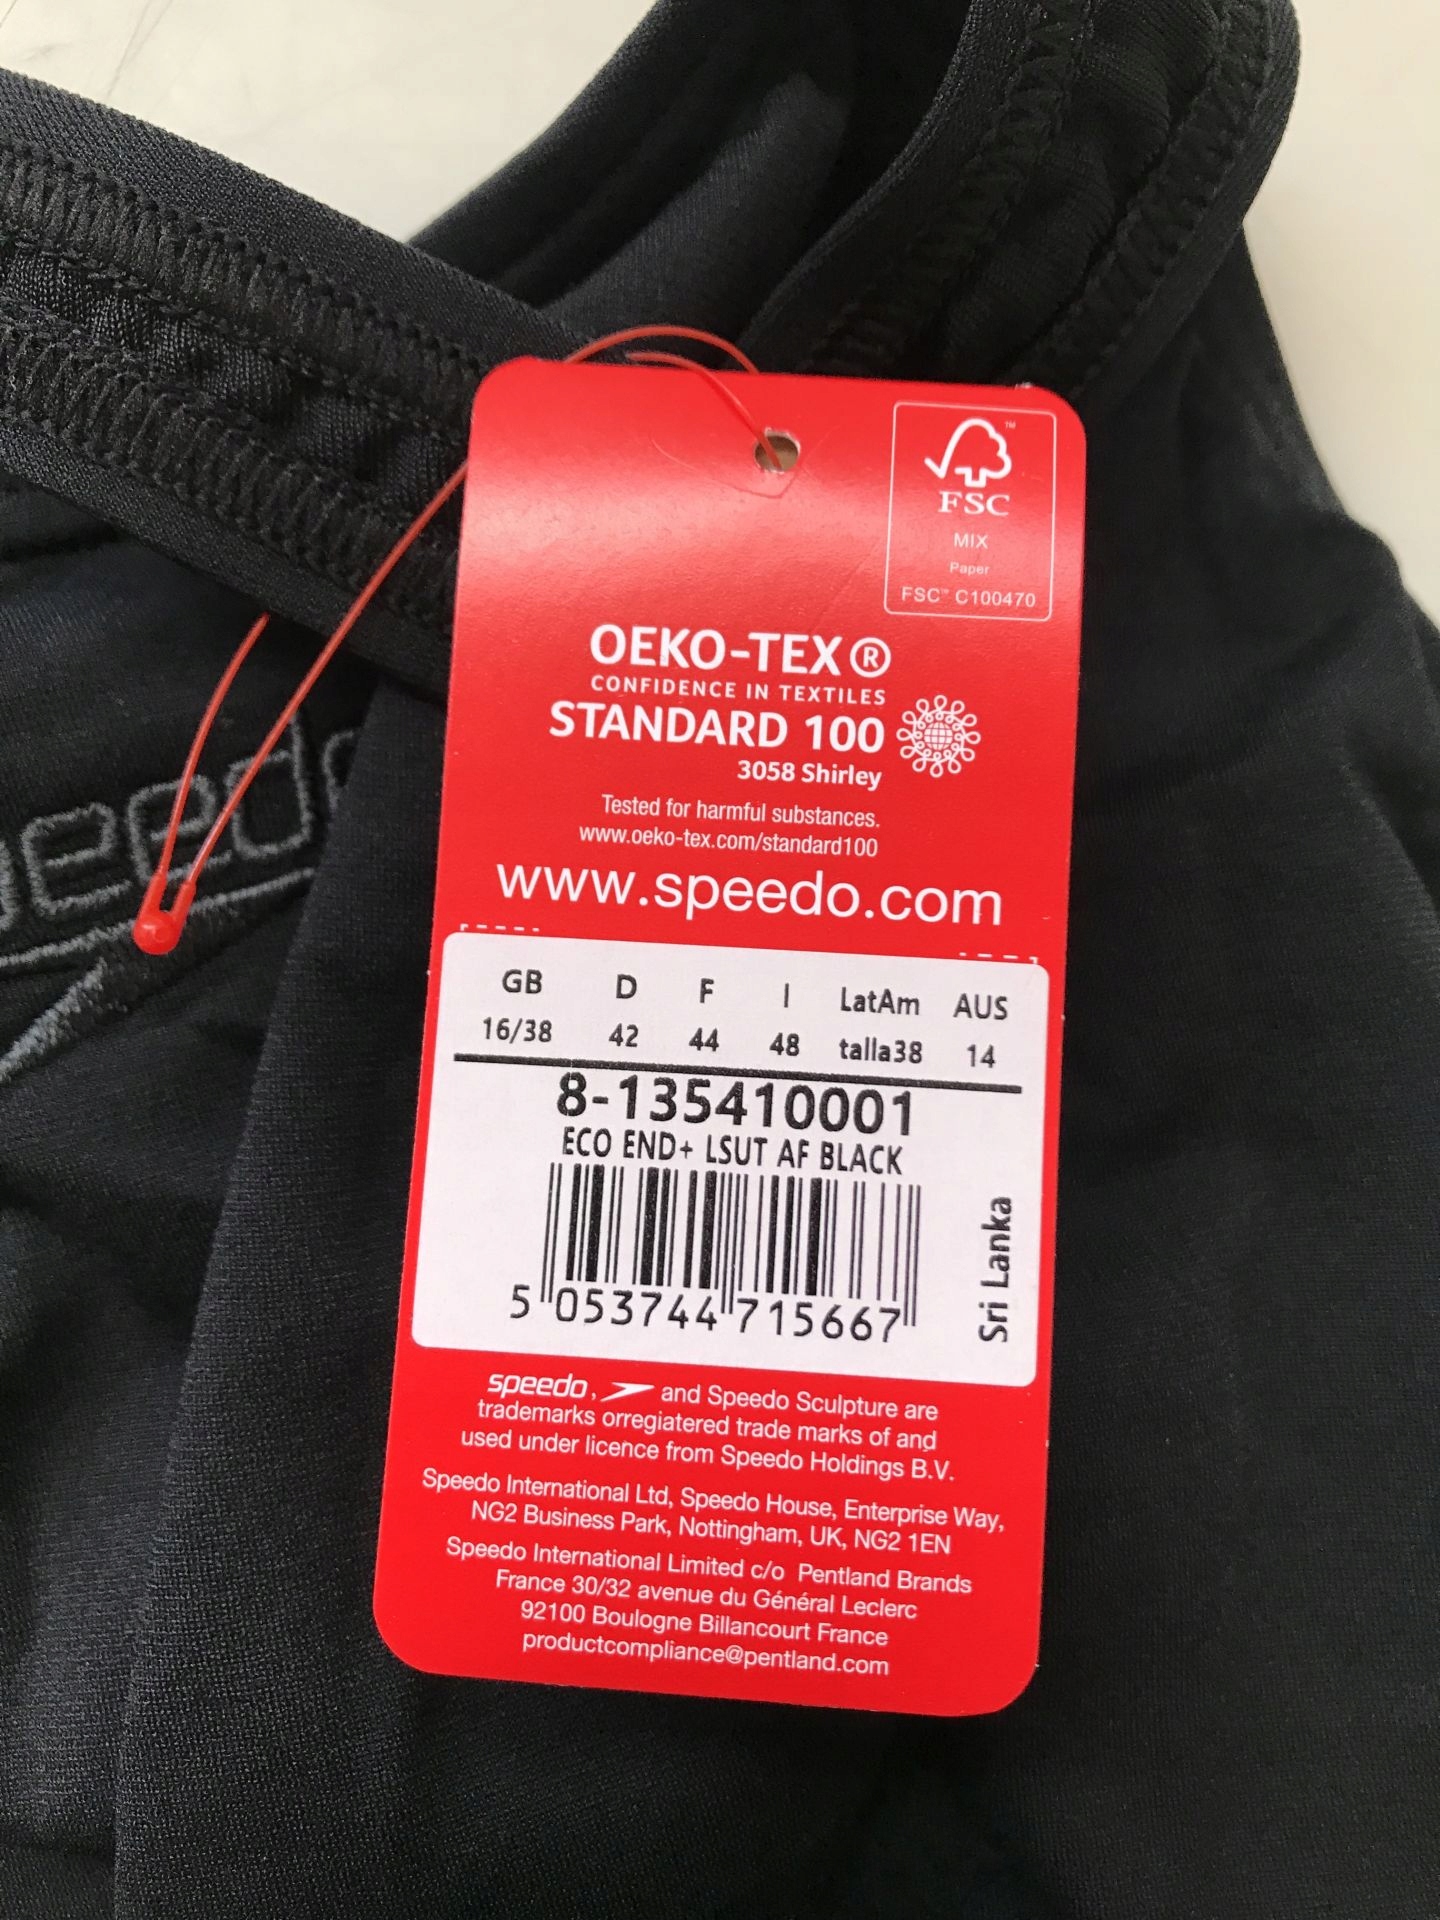 FSC™
MIX
Paper
FSC™ C100470
OEKO-TEX®
CONFIDENCE IN TEXTILES
STANDARD 100
3058 Shirley
Tested for harmful substances.
www.oeko-tex.com/standard100
www.speedo.com
GB D F I LatAm AUS
16/38 42 44 48 talla38 14
8-135410001
ECO END+ LSUT AF BLACK
5 053744 715667
Sri Lanka
speedo, and Speedo Sculpture are
trademarks orregiatered trade marks of and
used under licence from Speedo Holdings B.V.
Speedo International Ltd, Speedo House, Enterprise Way,
NG2 Business Park, Nottingham, UK, NG2 1EN
Speedo International Limited c/o Pentland Brands
France 30/32 avenue du Général Leclerc
92100 Boulogne Billancourt France
productcompliance@pentland.com
speedo